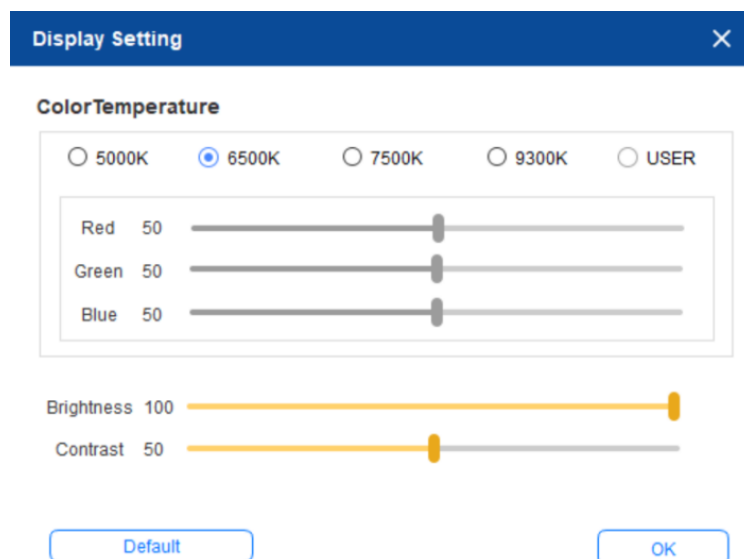 Display Setting
ColorTemperature
5000K 6500K 7500K 9300K USER
Red 50
Green 50
Blue 50
Brightness 100
Contrast 50
Default OK